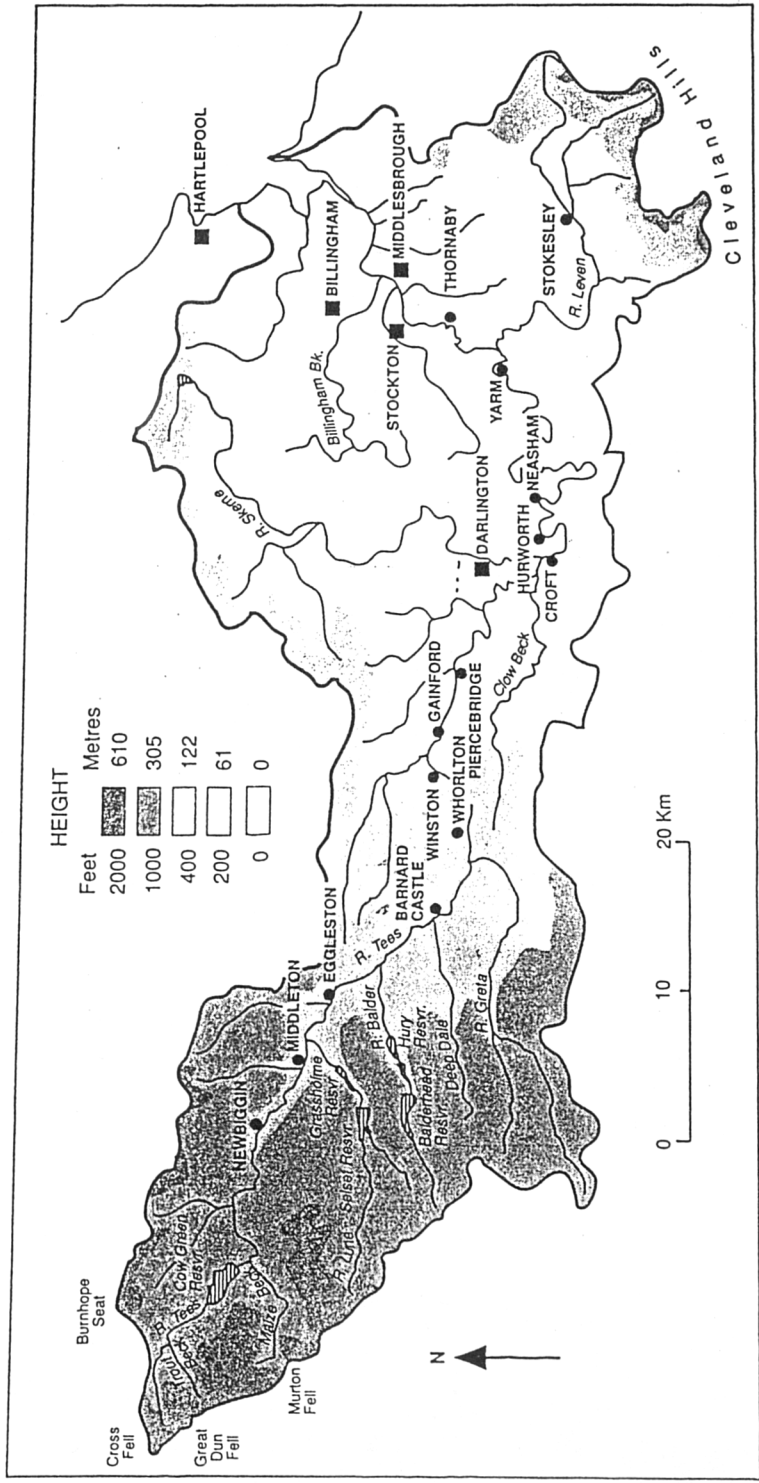 HEIGHT
Feet Metres
2000 610
1000 305
400 122
200 61
0 0
Burnhope
Seat
Cross
Fell
Great
Dun
Fell
Murton
Fell
Trout
Beck
R. Tees
Cow Green
Resvr.
Maize
Beck
NEWBIGGIN
MIDDLETON
EGGLESTON
Grassholme
Resvr.
R. Lune
Selset Resvr.
R. Balder
Hury
Resvr.
Balderhead
Resvr.
Deep Dale
R. Greta
R. Tees
BARNARD
CASTLE
WINSTON
WHORLTON
GAINFORD
PIERCEBRIDGE
Clow Beck
DARLINGTON
HURWORTH
CROFT
NEASHAM
R. Skerne
Billingham Bk.
HARTLEPOOL
BILLINGHAM
MIDDLESBROUGH
STOCKTON
THORNABY
YARM
STOKESLEY
R. Leven
Cleveland Hills
N
0 10 20 Km